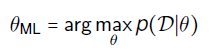 θ_ML = arg max_θ p(𝒟|θ)